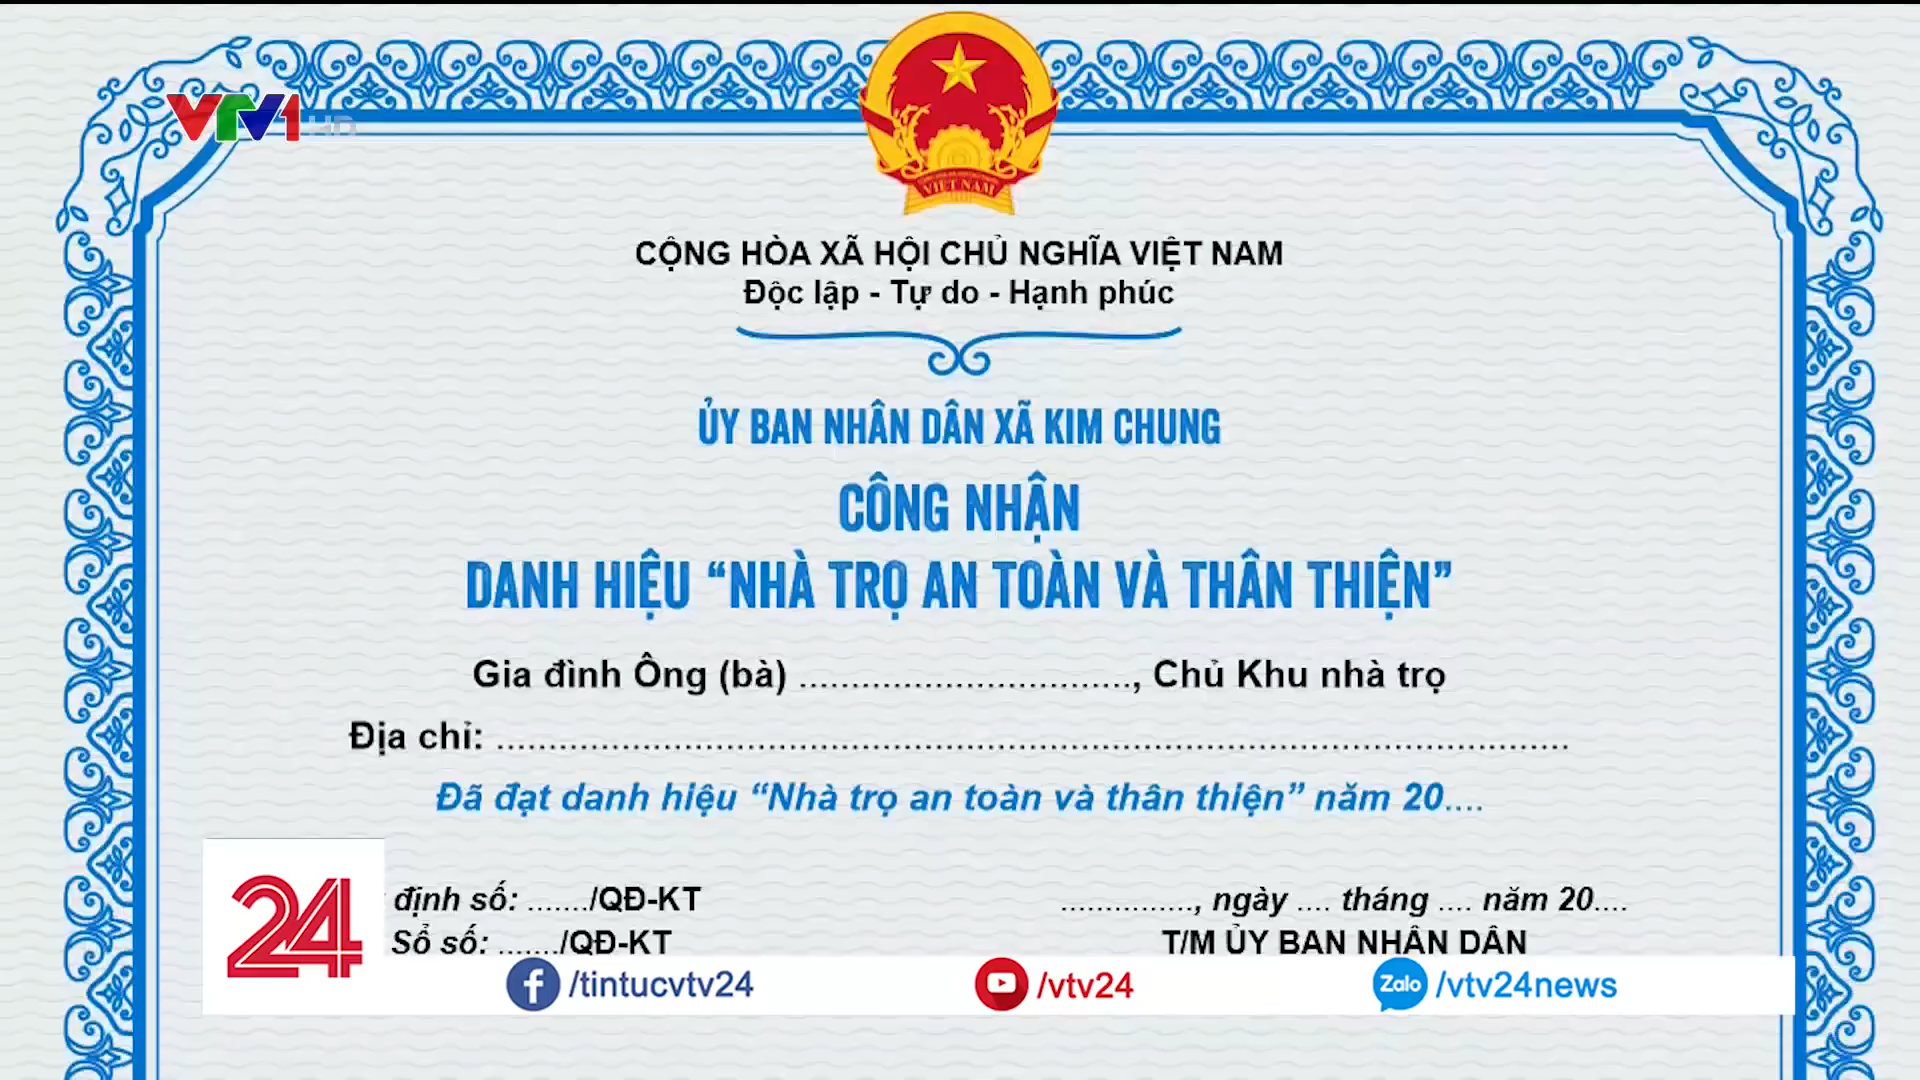 VTV1 HD
VIỆT NAM
CỘNG HÒA XÃ HỘI CHỦ NGHĨA VIỆT NAM
Độc lập - Tự do - Hạnh phúc
ỦY BAN NHÂN DÂN XÃ KIM CHUNG
CÔNG NHẬN
DANH HIỆU “NHÀ TRỌ AN TOÀN VÀ THÂN THIỆN”
Gia đình Ông (bà) ................................, Chủ Khu nhà trọ
Địa chỉ: ........................................................................................................
Đã đạt danh hiệu “Nhà trọ an toàn và thân thiện” năm 20....
định số: ......./QĐ-KT
Sổ số: ......./QĐ-KT
..............., ngày .... tháng .... năm 20....
T/M ỦY BAN NHÂN DÂN
24
/tintucvtv24
/vtv24
Zalo /vtv24news